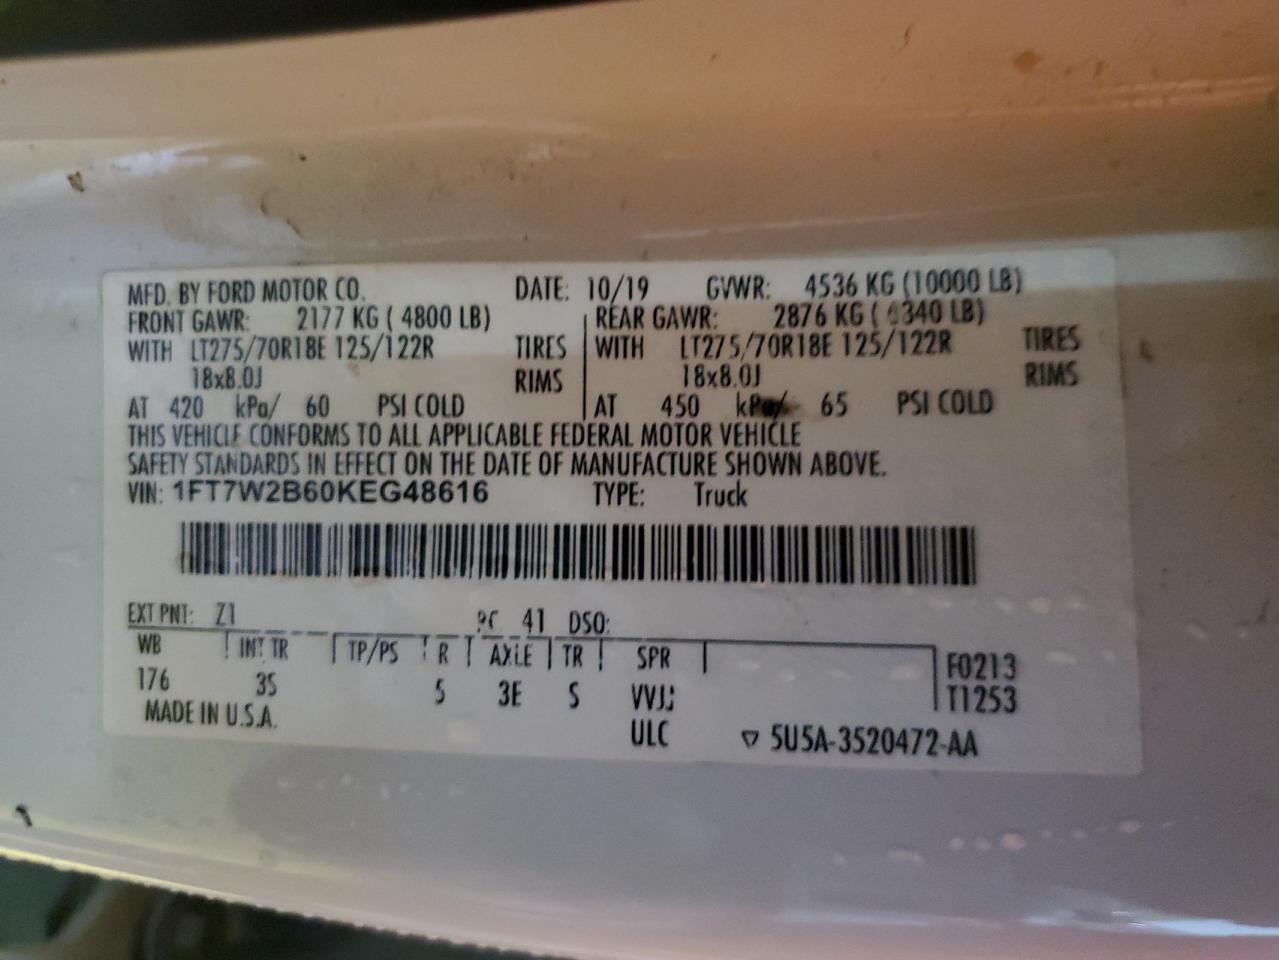 MFD. BY FORD MOTOR CO. DATE: 10/19 GVWR: 4536 KG (10000 LB)
FRONT GAWR: 2177 KG ( 4800 LB) REAR GAWR: 2876 KG ( 6340 LB)
WITH LT275/70R18E 125/122R TIRES WITH LT275/70R18E 125/122R TIRES
18x8.0J RIMS 18x8.0J RIMS
AT 420 kPa/ 60 PSI COLD AT 450 kPa/ 65 PSI COLD
THIS VEHICLE CONFORMS TO ALL APPLICABLE FEDERAL MOTOR VEHICLE
SAFETY STANDARDS IN EFFECT ON THE DATE OF MANUFACTURE SHOWN ABOVE.
VIN: 1FT7W2B60KEG48616 TYPE: Truck
EXT PNT: Z1 RC 41 DSO:
WB INT TR TP/PS R AXLE TR SPR F0213
176 3S 5 3E S T1253
MADE IN U.S.A. ULC ▽ 5U5A-3520472-AA